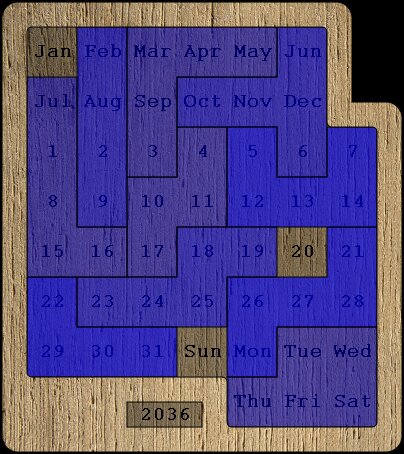 Jan Feb Mar Apr May Jun
Jul Aug Sep Oct Nov Dec
1 2 3 4 5 6 7
8 9 10 11 12 13 14
15 16 17 18 19 20 21
22 23 24 25 26 27 28
29 30 31 Sun Mon Tue Wed
Thu Fri Sat
2036